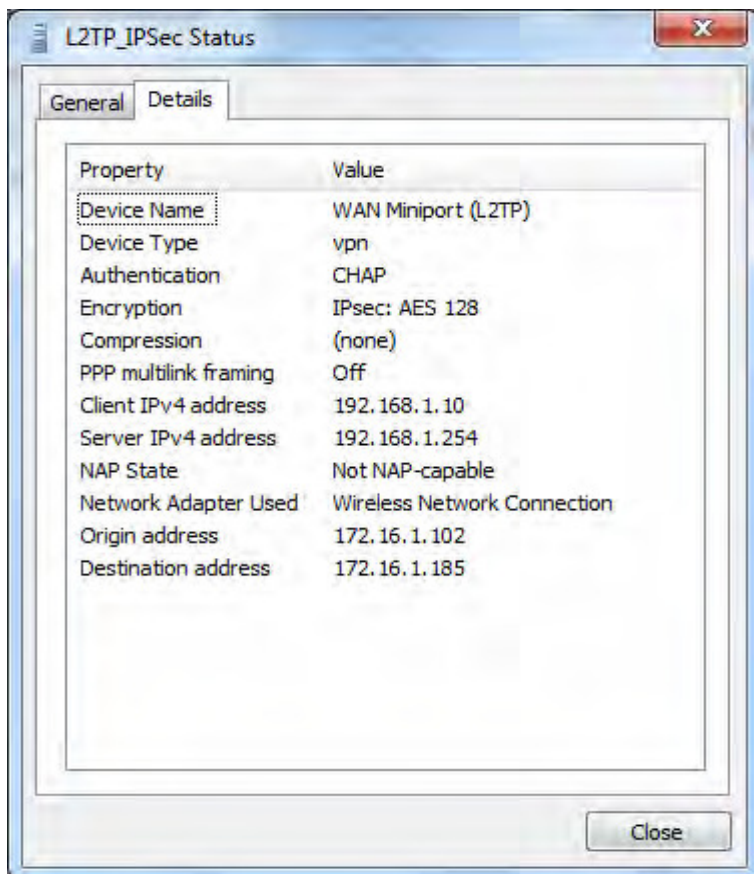 L2TP_IPSec Status
General Details
Property Value
Device Name WAN Miniport (L2TP)
Device Type vpn
Authentication CHAP
Encryption IPsec: AES 128
Compression (none)
PPP multilink framing Off
Client IPv4 address 192.168.1.10
Server IPv4 address 192.168.1.254
NAP State Not NAP-capable
Network Adapter Used Wireless Network Connection
Origin address 172.16.1.102
Destination address 172.16.1.185
Close